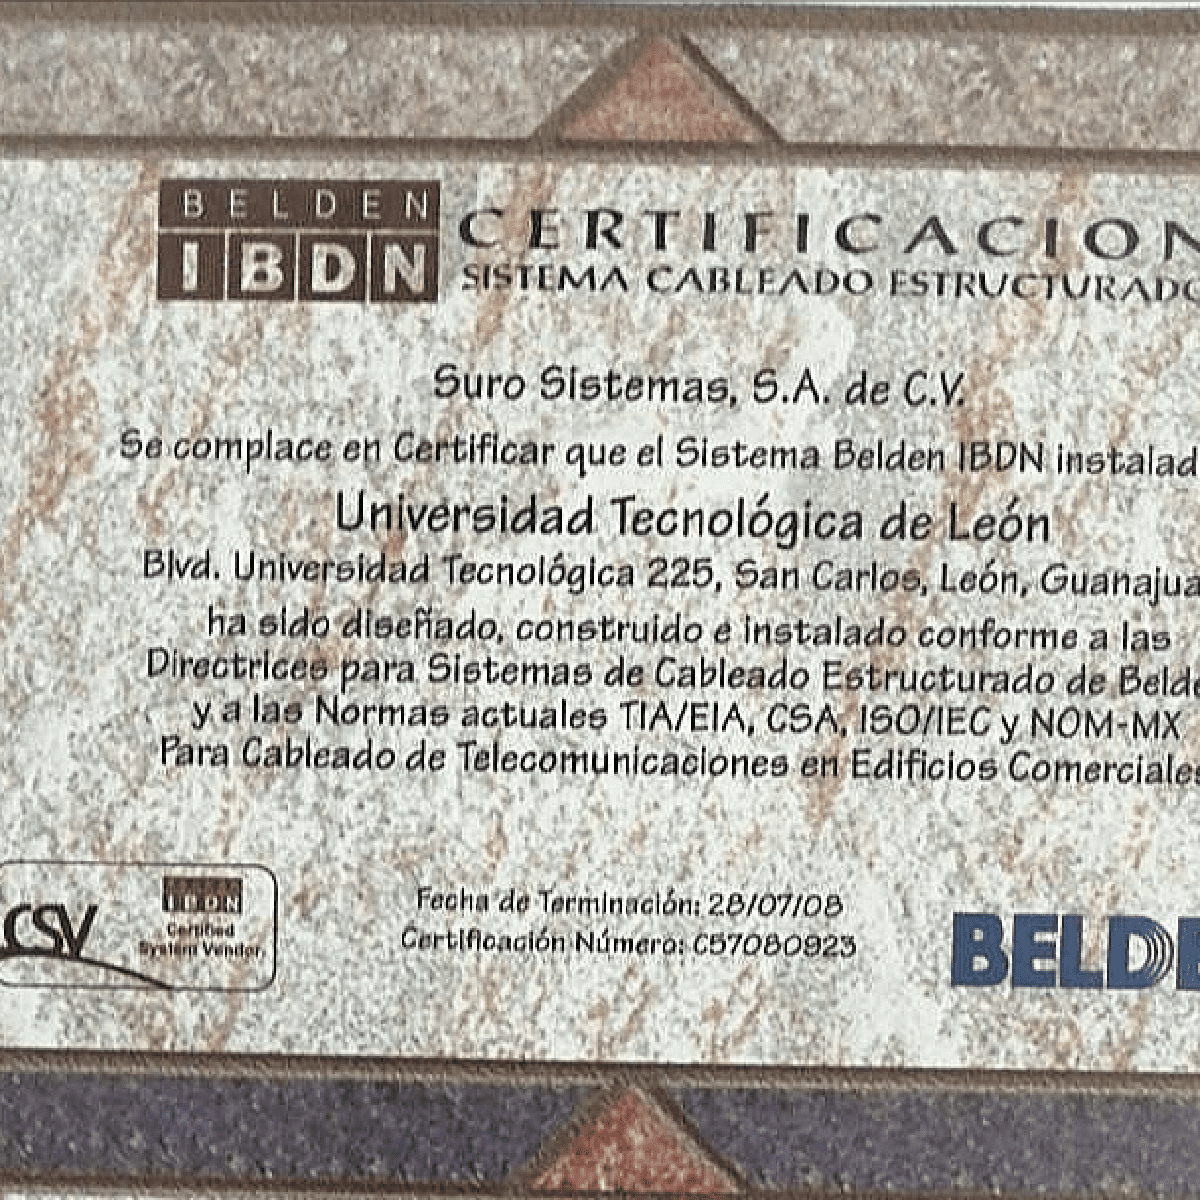 BELDEN
IBDN
CERTIFICACION
SISTEMA CABLEADO ESTRUCTURADO
Suro Sistemas, S.A. de C.V.
Se complace en Certificar que el Sistema Belden IBDN instalad
Universidad Tecnológica de León
Blvd. Universidad Tecnológica 225, San Carlos, León, Guanajua
ha sido diseñado, construido e instalado conforme a las
Directrices para Sistemas de Cableado Estructurado de Belde
y a las Normas actuales TIA/EIA, CSA, ISO/IEC y NOM-MX
Para Cableado de Telecomunicaciones en Edificios Comerciales
CSV
IBDN
Certified
System Vendor
Fecha de Terminación: 28/07/08
Certificación Número: C57080923
BELDE